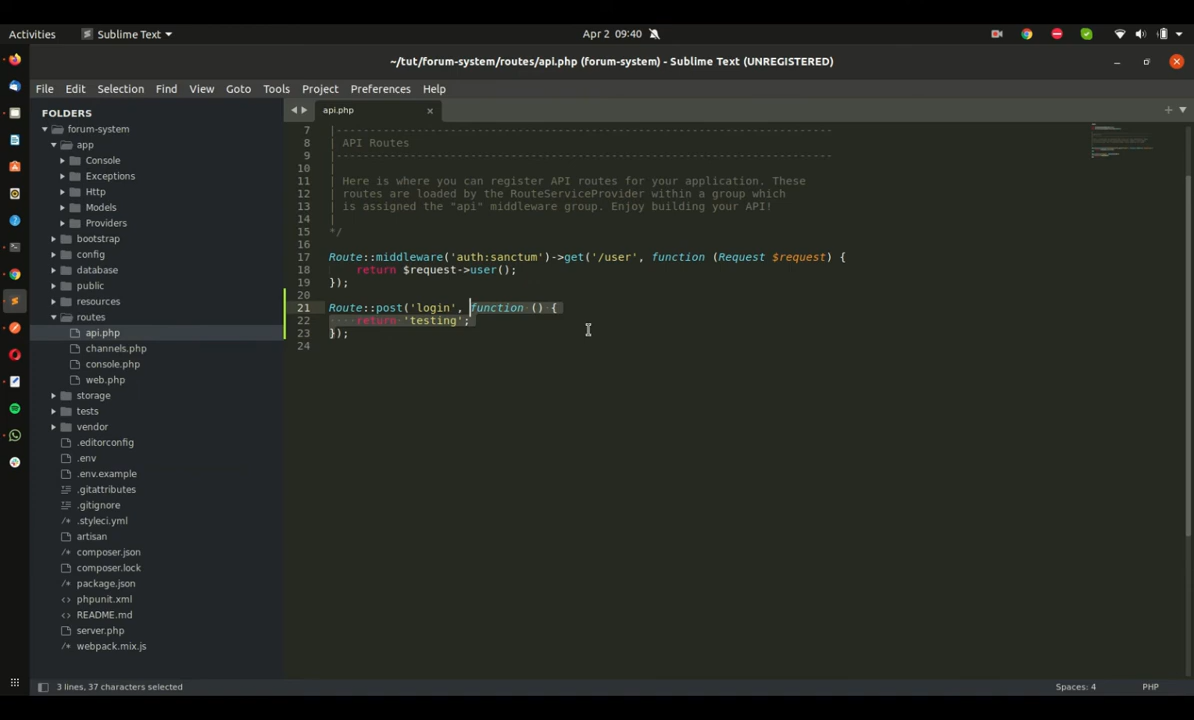 Activities
Sublime Text
Apr 2 09:40
~/tut/forum-system/routes/api.php (forum-system) - Sublime Text (UNREGISTERED)
File Edit Selection Find View Goto Tools Project Preferences Help
FOLDERS
forum-system
app
Console
Exceptions
Http
Models
Providers
bootstrap
config
database
public
resources
routes
api.php
channels.php
console.php
web.php
storage
tests
vendor
.editorconfig
.env
.env.example
.gitattributes
.gitignore
.styleci.yml
artisan
composer.json
composer.lock
package.json
phpunit.xml
README.md
server.php
webpack.mix.js
api.php
7 |--------------------------------------------------------------------------
8 | API Routes
9 |--------------------------------------------------------------------------
10 |
11 | Here is where you can register API routes for your application. These
12 | routes are loaded by the RouteServiceProvider within a group which
13 | is assigned the "api" middleware group. Enjoy building your API!
14 |
15 */
16
17 Route::middleware('auth:sanctum')->get('/user', function (Request $request) {
18     return $request->user();
19 });
20
21 Route::post('login', function () {
22     return 'testing';
23 });
24
3 lines, 37 characters selected
Spaces: 4
PHP